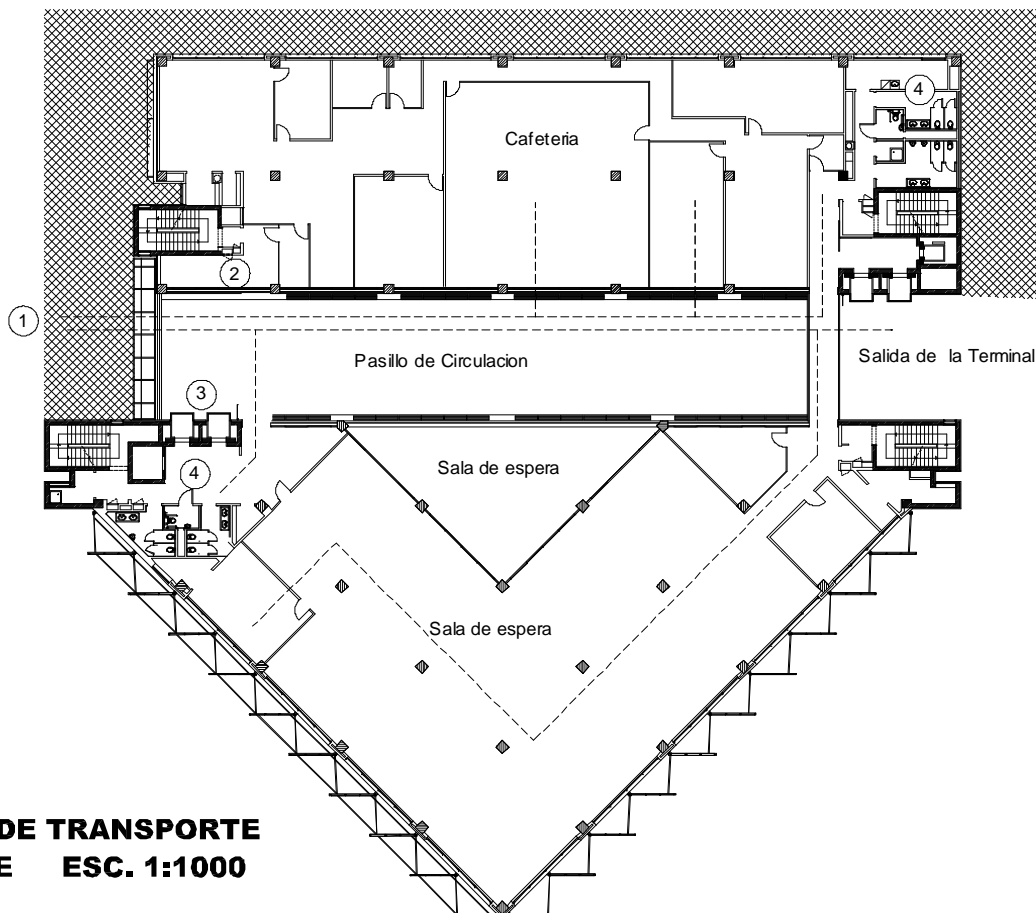 4
Cafeteria
2
1
Pasillo de Circulacion
Salida de la Terminal
3
4
Sala de espera
Sala de espera
DE TRANSPORTE
E ESC. 1:1000